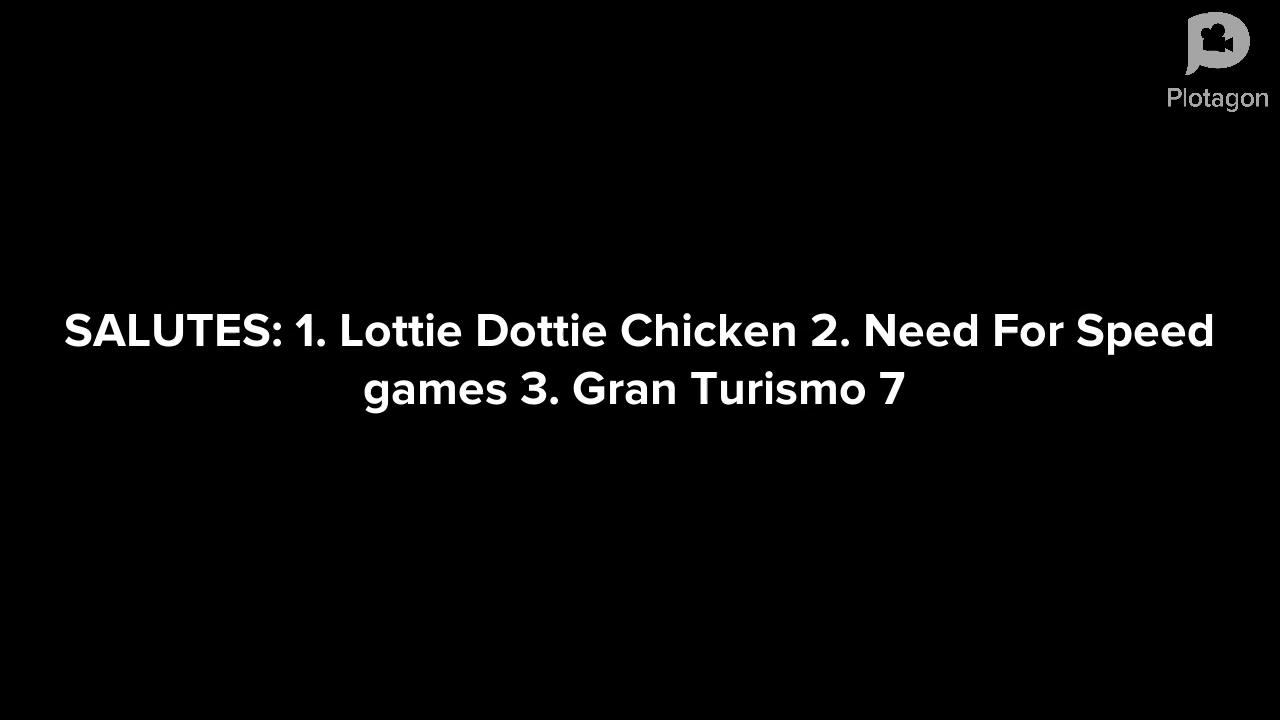 Plotagon
SALUTES: 1. Lottie Dottie Chicken 2. Need For Speed
games 3. Gran Turismo 7